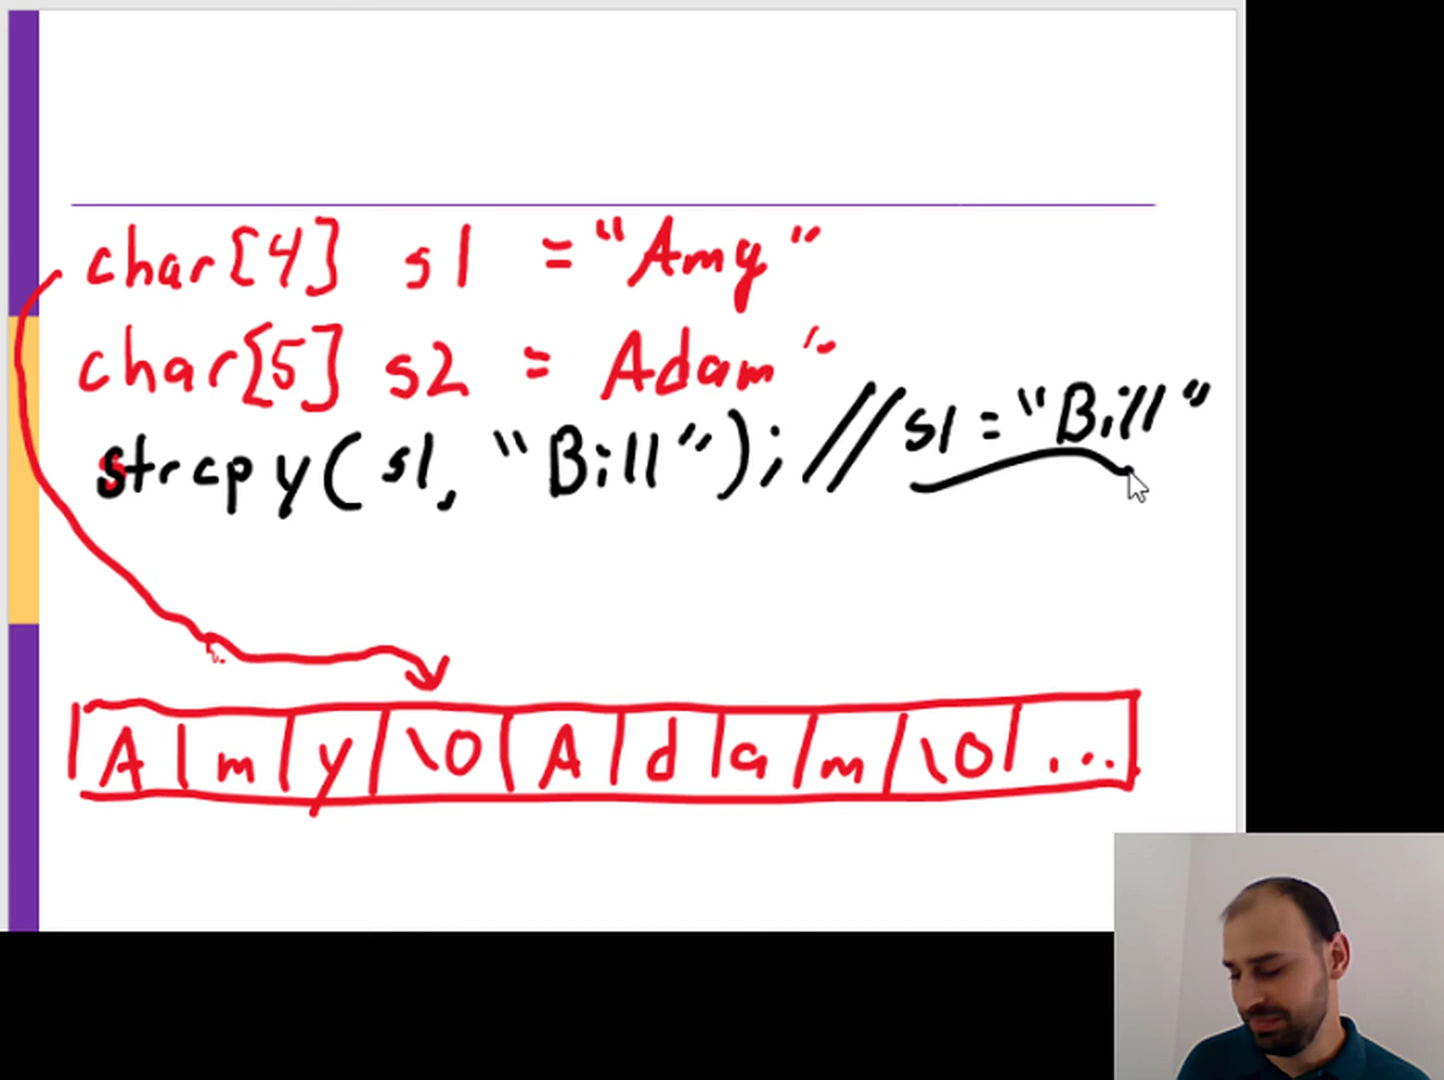 char[4] s1 = "Amy"
char[5] s2 = Adam"
strcpy(s1, "Bill"); // s1 = "Bill"
A | m | y | \0 | A | d | a | m | \0 | ...